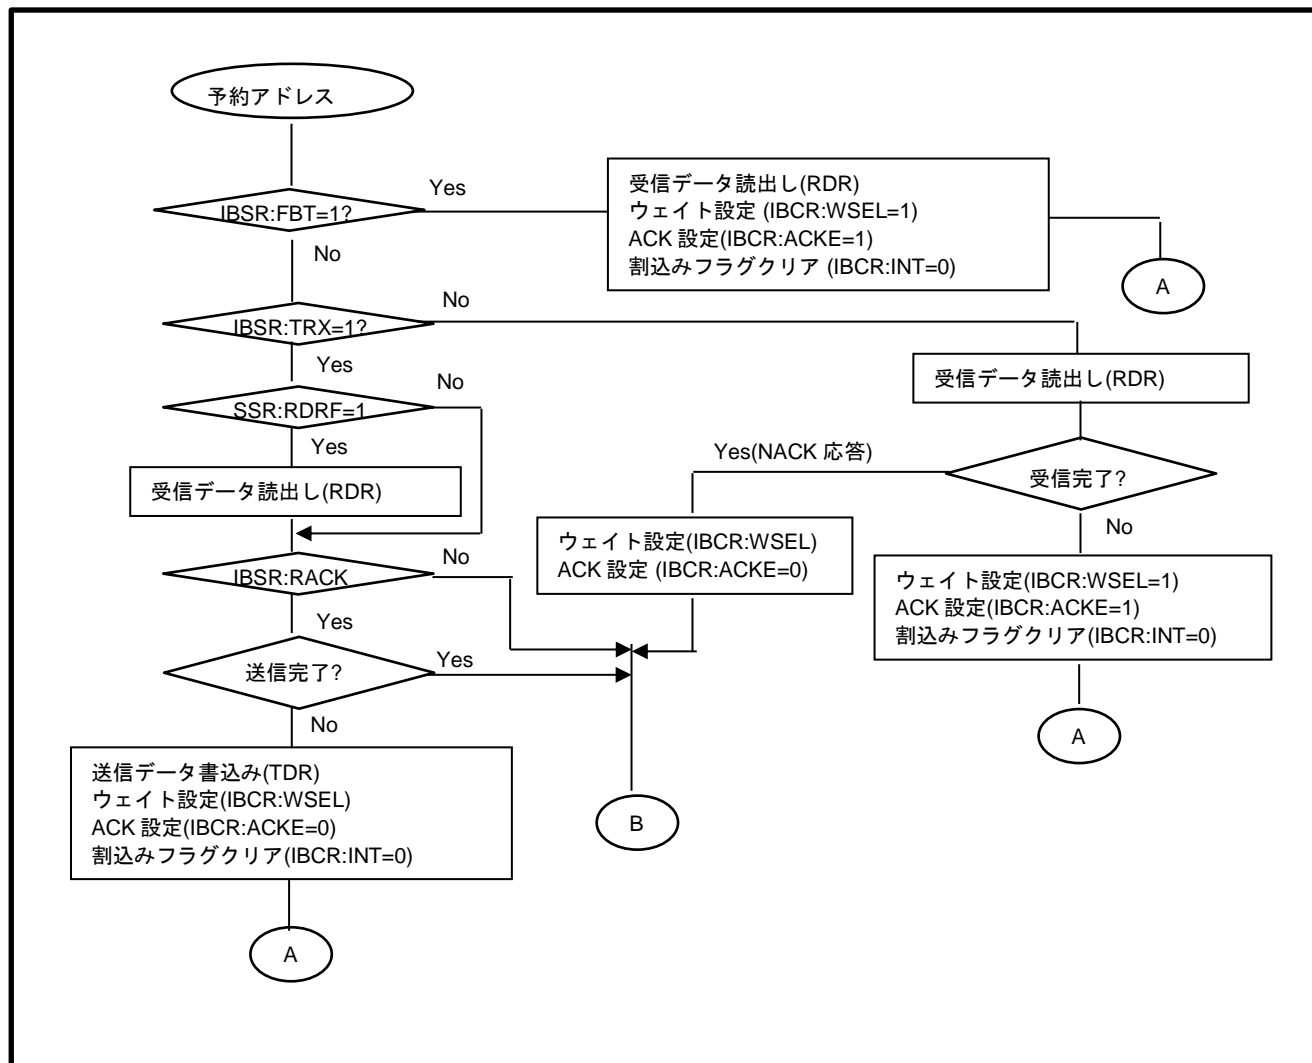 予約アドレス
Yes
受信データ読出し(RDR)
ウェイト設定 (IBCR:WSEL=1)
ACK 設定(IBCR:ACKE=1)
割込みフラグクリア (IBCR:INT=0)
IBSR:FBT=1?
No
A
No
IBSR:TRX=1?
Yes
受信データ読出し(RDR)
No
SSR:RDRF=1
Yes
Yes(NACK 応答)
受信完了?
受信データ読出し(RDR)
No
ウェイト設定(IBCR:WSEL)
ACK 設定 (IBCR:ACKE=0)
No
IBSR:RACK
ウェイト設定(IBCR:WSEL=1)
ACK 設定(IBCR:ACKE=1)
割込みフラグクリア(IBCR:INT=0)
Yes
送信完了?
Yes
No
A
送信データ書込み(TDR)
ウェイト設定(IBCR:WSEL)
ACK 設定(IBCR:ACKE=0)
割込みフラグクリア(IBCR:INT=0)
B
A